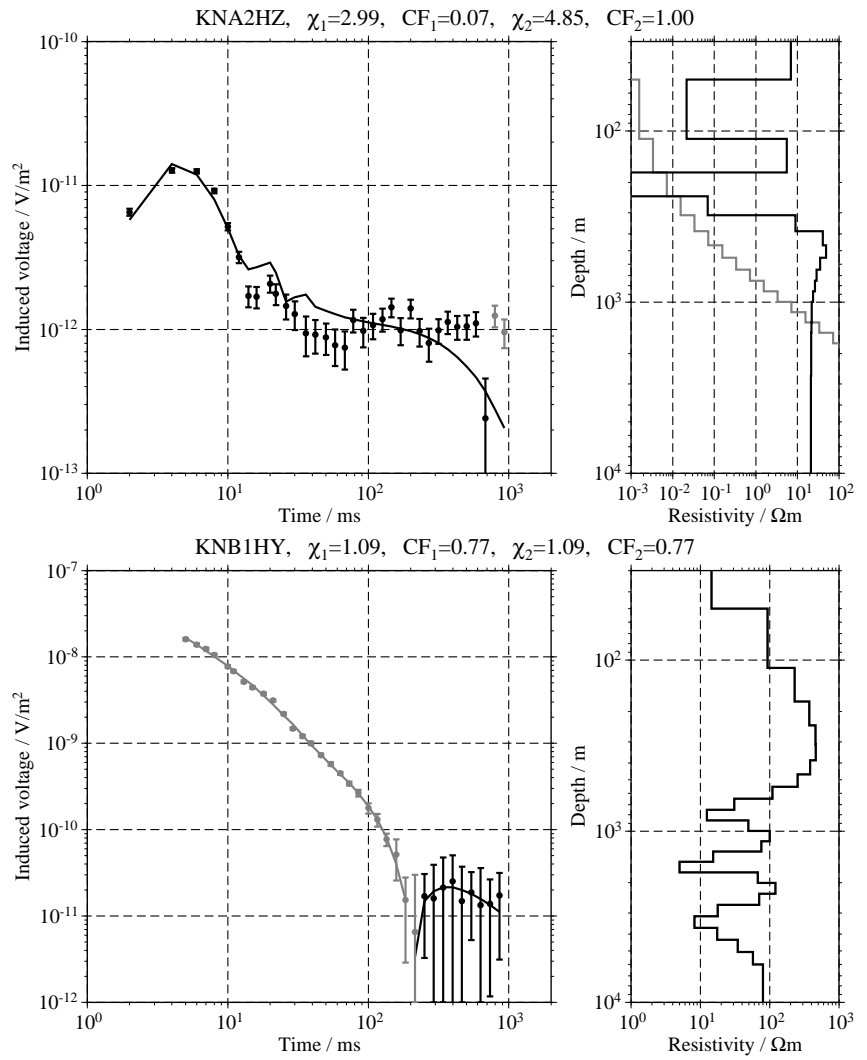 KNA2HZ, χ₁=2.99, CF₁=0.07, χ₂=4.85, CF₂=1.00
10⁻¹⁰
10⁻¹¹
10⁻¹²
10⁻¹³
Induced voltage / V/m²
10⁰ 10¹ 10² 10³
Time / ms
10²
10³
10⁴
Depth / m
10⁻³ 10⁻² 10⁻¹ 10⁰ 10¹ 10²
Resistivity / Ωm
KNB1HY, χ₁=1.09, CF₁=0.77, χ₂=1.09, CF₂=0.77
10⁻⁷
10⁻⁸
10⁻⁹
10⁻¹⁰
10⁻¹¹
10⁻¹²
Induced voltage / V/m²
10⁰ 10¹ 10² 10³
Time / ms
10²
10³
10⁴
Depth / m
10⁰ 10¹ 10² 10³
Resistivity / Ωm